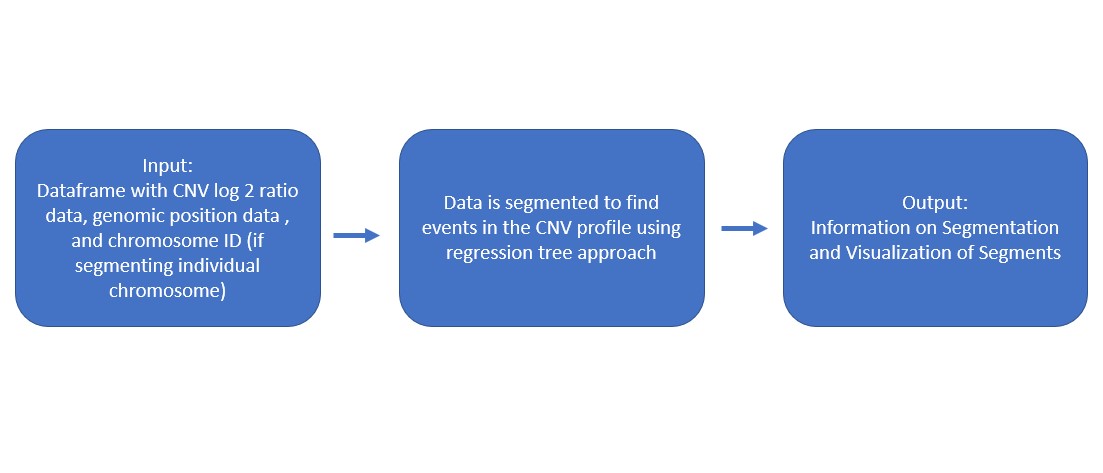 Input:
Dataframe with CNV log 2 ratio
data, genomic position data ,
and chromosome ID (if
segmenting individual
chromosome)
Data is segmented to find
events in the CNV profile using
regression tree approach
Output:
Information on Segmentation
and Visualization of Segments